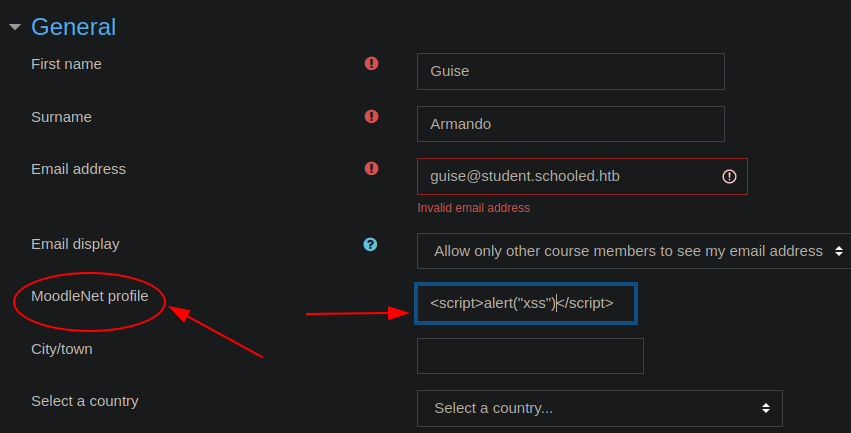 General
First name
Guise
Surname
Armando
Email address
guise@student.schooled.htb
Invalid email address
Email display
Allow only other course members to see my email address
MoodleNet profile
<script>alert("xss")</script>
City/town
Select a country
Select a country...